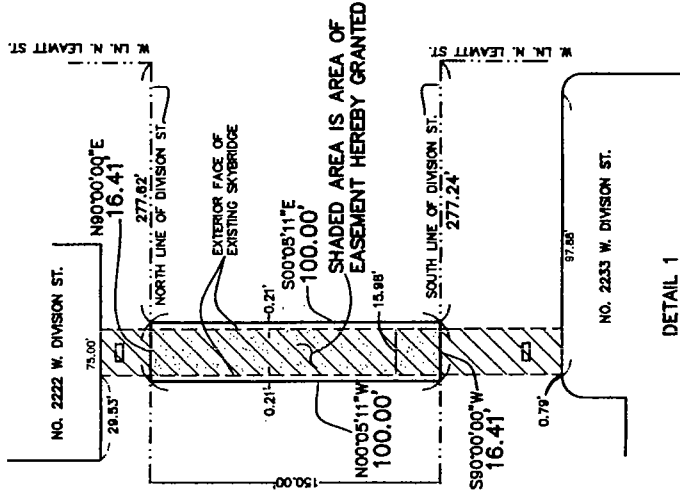 W. LN. N. LEAVITT ST.
W. LN. N. LEAVITT ST.
NO. 2222 W. DIVISION ST.
75.00'
29.53'
N90°00'00"E
16.41'
277.62'
NORTH LINE OF DIVISION ST.
EXTERIOR FACE OF
EXISTING SKYBRIDGE
0.21'
0.21'
S00°05'11"E
100.00'
SHADED AREA IS AREA OF
EASEMENT HEREBY GRANTED
15.98'
N00°05'11"W
100.00'
150.00'
SOUTH LINE OF DIVISION ST.
277.24'
S90°00'00"W
16.41'
0.79'
97.88'
NO. 2233 W. DIVISION ST.
DETAIL 1